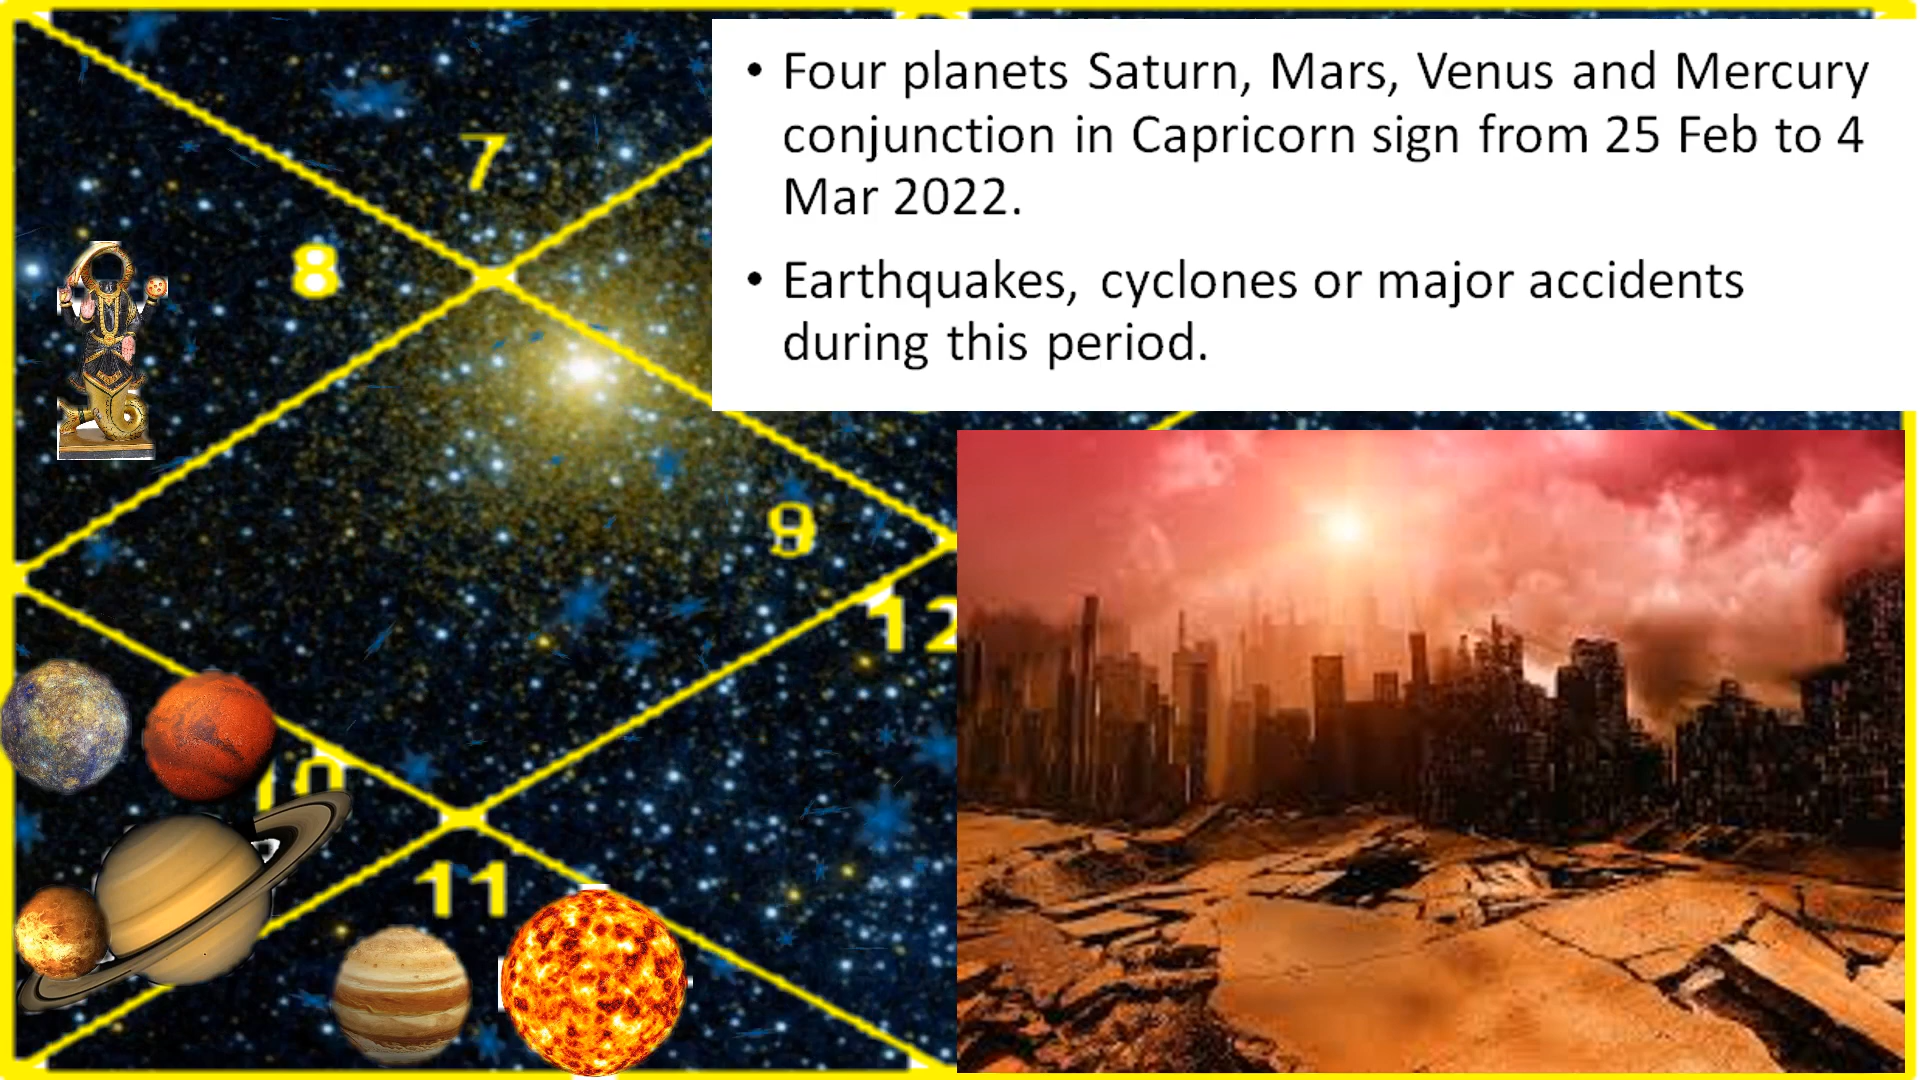 • Four planets Saturn, Mars, Venus and Mercury
conjunction in Capricorn sign from 25 Feb to 4
Mar 2022.
• Earthquakes, cyclones or major accidents
during this period.
7
8
9
12
10
11